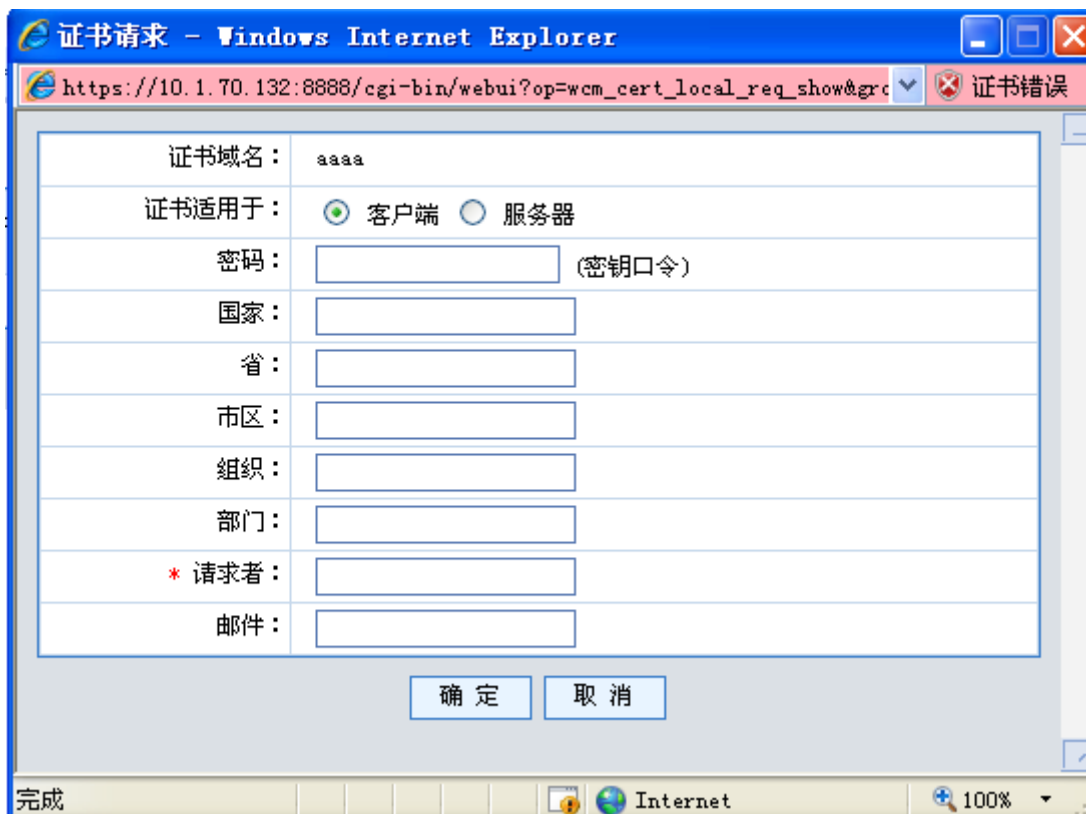 证书请求 - Windows Internet Explorer
https://10.1.70.132:8888/cgi-bin/webui?op=wcm_cert_local_req_show&grc 证书错误
证书域名： aaaa
证书适用于： 客户端 服务器
密码： (密钥口令)
国家：
省：
市区：
组织：
部门：
* 请求者：
邮件：
确 定 取 消
完成 Internet 100%